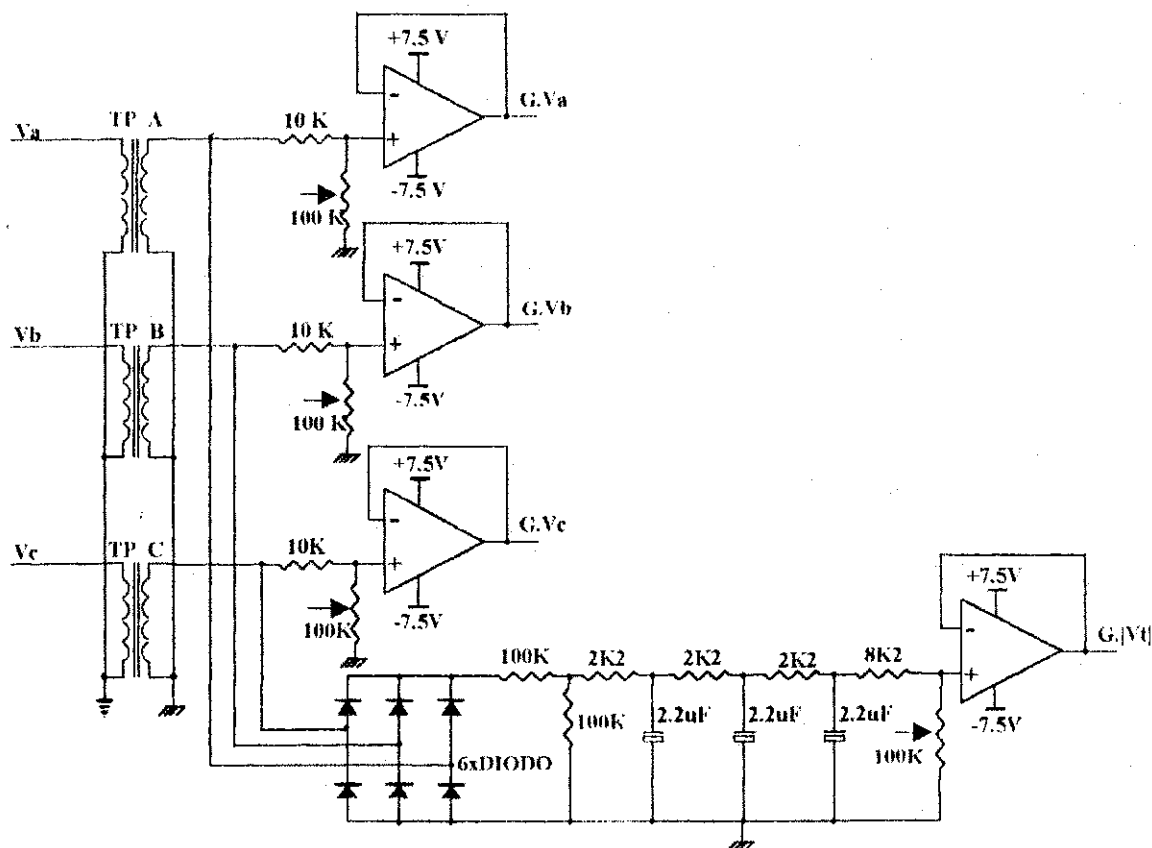 +7.5 V
G.Va
Va
TP A
10 K
-7.5 V
100 K
+7.5V
G.Vb
Vb
TP B
10 K
-7.5V
100 K
+7.5V
G.Vc
Vc
TP C
10K
-7.5V
100K
+7.5V
G.|Vt|
100K
2K2
2K2
2K2
8K2
-7.5V
100K
2.2uF
2.2uF
2.2uF
100K
6xDIODO